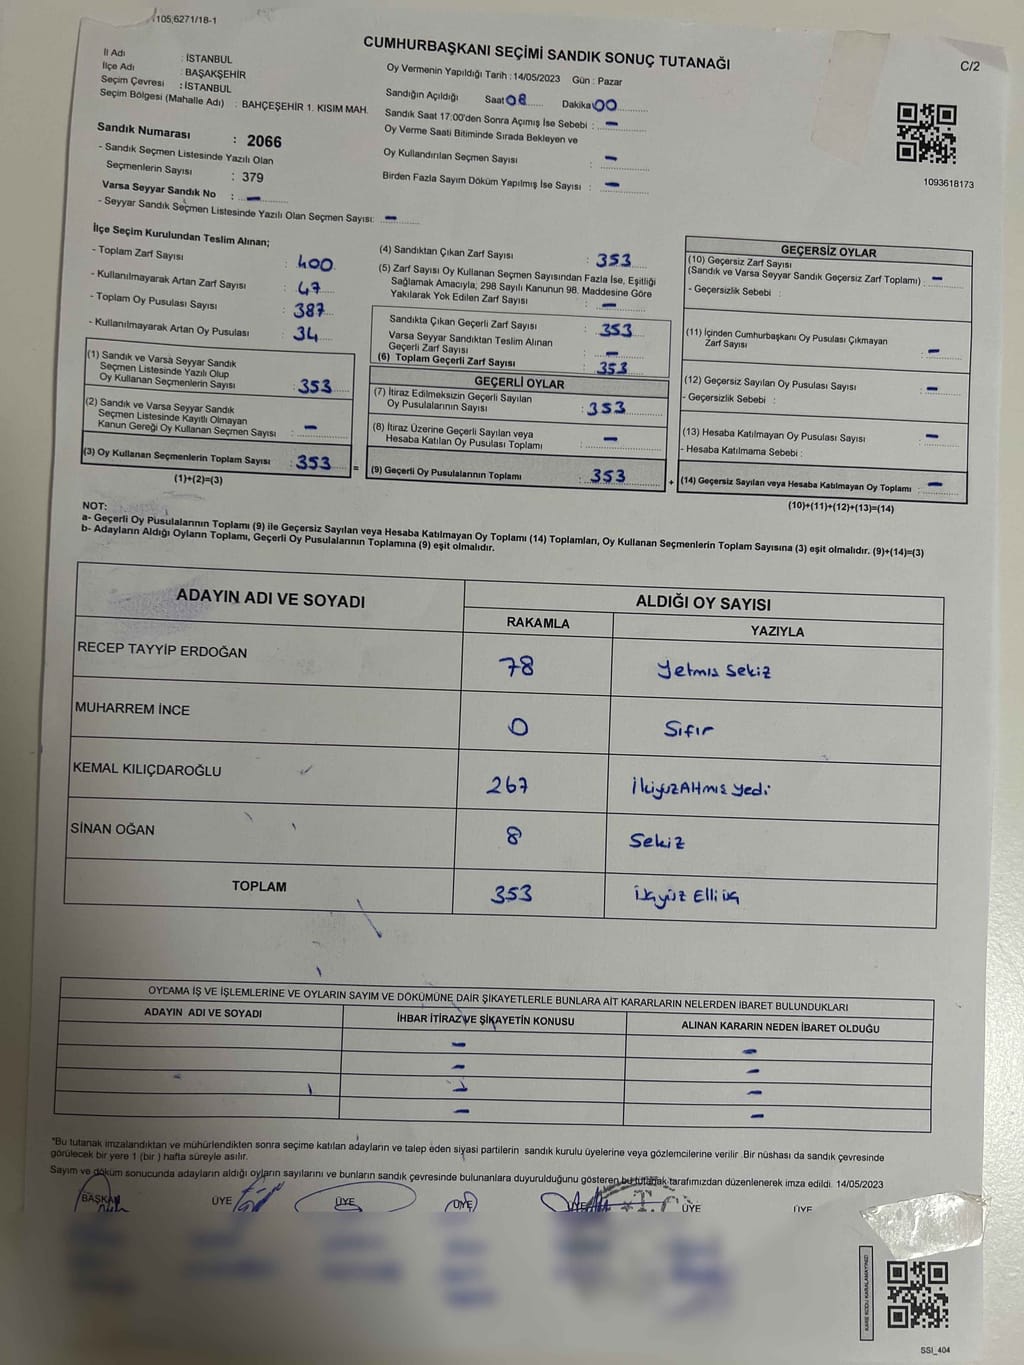 105,6271/18-1
CUMHURBAŞKANI SEÇİMİ SANDIK SONUÇ TUTANAĞI
C/2
İl Adı : İSTANBUL
İlçe Adı : BAŞAKŞEHİR
Seçim Çevresi : İSTANBUL
Seçim Bölgesi (Mahalle Adı) : BAHÇEŞEHİR 1. KISIM MAH.
Sandık Numarası : 2066
- Sandık Seçmen Listesinde Yazılı Olan
Seçmenlerin Sayısı : 379
Varsa Seyyar Sandık No : –
- Seyyar Sandık Seçmen Listesinde Yazılı Olan Seçmen Sayısı: –
Oy Vermenin Yapıldığı Tarih : 14/05/2023 Gün : Pazar
Sandığın Açıldığı Saat 08 Dakika 00
Sandık Saat 17:00'den Sonra Açımış İse Sebebi : –
Oy Verme Saati Bitiminde Sırada Bekleyen ve
Oy Kullandırılan Seçmen Sayısı : –
Birden Fazla Sayım Döküm Yapılmış İse Sayısı : –
1093618173
İlçe Seçim Kurulundan Teslim Alınan;
- Toplam Zarf Sayısı : 400
- Kullanılmayarak Artan Zarf Sayısı : 47
- Toplam Oy Pusulası Sayısı : 387
- Kullanılmayarak Artan Oy Pusulası : 34
(1) Sandık ve Varsa Seyyar Sandık
Seçmen Listesinde Yazılı Olup
Oy Kullanan Seçmenlerin Sayısı : 353
(2) Sandık ve Varsa Seyyar Sandık
Seçmen Listesinde Kayıtlı Olmayan
Kanun Gereği Oy Kullanan Seçmen Sayısı : –
(3) Oy Kullanan Seçmenlerin Toplam Sayısı : 353
(1)+(2)=(3)
=
(4) Sandıktan Çıkan Zarf Sayısı : 353
(5) Zarf Sayısı Oy Kullanan Seçmen Sayısından Fazla İse, Eşitliği
Sağlamak Amacıyla, 298 Sayılı Kanunun 98. Maddesine Göre
Yakılarak Yok Edilen Zarf Sayısı : –
Sandıkta Çıkan Geçerli Zarf Sayısı : 353
Varsa Seyyar Sandıktan Teslim Alınan
Geçerli Zarf Sayısı : –
(6) Toplam Geçerli Zarf Sayısı : 353
GEÇERLİ OYLAR
(7) İtiraz Edilmeksizin Geçerli Sayılan
Oy Pusulalarının Sayısı : 353
(8) İtiraz Üzerine Geçerli Sayılan veya
Hesaba Katılan Oy Pusulası Toplamı : –
(9) Geçerli Oy Pusulalarının Toplamı : 353
+
GEÇERSİZ OYLAR
(10) Geçersiz Zarf Sayısı
(Sandık ve Varsa Seyyar Sandık Geçersiz Zarf Toplamı) : –
- Geçersizlik Sebebi :
(11) İçinden Cumhurbaşkanı Oy Pusulası Çıkmayan
Zarf Sayısı : –
(12) Geçersiz Sayılan Oy Pusulası Sayısı : –
- Geçersizlik Sebebi :
(13) Hesaba Katılmayan Oy Pusulası Sayısı : –
- Hesaba Katılmama Sebebi :
(14) Geçersiz Sayılan veya Hesaba Katılmayan Oy Toplamı : –
(10)+(11)+(12)+(13)=(14)
NOT:
a- Geçerli Oy Pusulalarının Toplamı (9) ile Geçersiz Sayılan veya Hesaba Katılmayan Oy Toplamı (14) Toplamları, Oy Kullanan Seçmenlerin Toplam Sayısına (3) eşit olmalıdır. (9)+(14)=(3)
b- Adayların Aldığı Oyların Toplamı, Geçerli Oy Pusulalarının Toplamına (9) eşit olmalıdır.
ADAYIN ADI VE SOYADI
ALDIĞI OY SAYISI
RAKAMLA YAZIYLA
RECEP TAYYİP ERDOĞAN 78 Yetmiş Sekiz
MUHARREM İNCE 0 Sıfır
KEMAL KILIÇDAROĞLU 267 İkiyüzAltmış Yedi
SİNAN OĞAN 8 Sekiz
TOPLAM 353 Üçyüz Elli üç
OYLAMA İŞ VE İŞLEMLERİNE VE OYLARIN SAYIM VE DÖKÜMÜNE DAİR ŞİKAYETLERLE BUNLARA AİT KARARLARIN NELERDEN İBARET BULUNDUKLARI
ADAYIN ADI VE SOYADI İHBAR İTİRAZ VE ŞİKAYETİN KONUSU ALINAN KARARIN NEDEN İBARET OLDUĞU
– –
– –
– –
– –
*Bu tutanak imzalandıktan ve mühürlendikten sonra seçime katılan adayların ve talep eden siyasi partilerin sandık kurulu üyelerine veya gözlemcilerine verilir .Bir nüshası da sandık çevresinde
görülecek bir yere 1 (bir ) hafta süreyle asılır.
Sayım ve döküm sonucunda adayların aldığı oyların sayılarını ve bunların sandık çevresinde bulunanlara duyurulduğunu gösteren bu tutanak tarafımızdan düzenlenerek imza edildi. 14/05/2023
BAŞKAN ÜYE ÜYE ÜYE ÜYE ÜYE ÜYE
KARE KODU KARALAMAYINIZ!
SSI_404